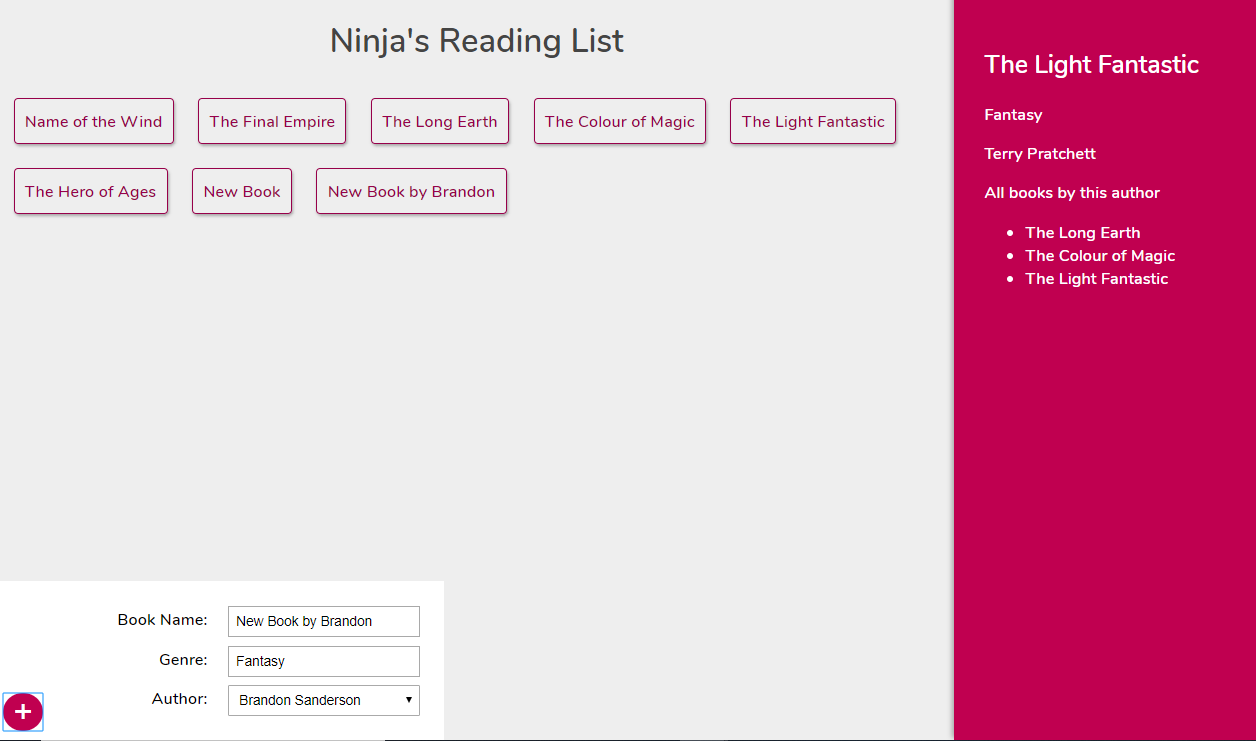 Ninja's Reading List
Name of the Wind
The Final Empire
The Long Earth
The Colour of Magic
The Light Fantastic
The Hero of Ages
New Book
New Book by Brandon
Book Name: New Book by Brandon
Genre: Fantasy
Author: Brandon Sanderson
+
The Light Fantastic
Fantasy
Terry Pratchett
All books by this author
The Long Earth
The Colour of Magic
The Light Fantastic